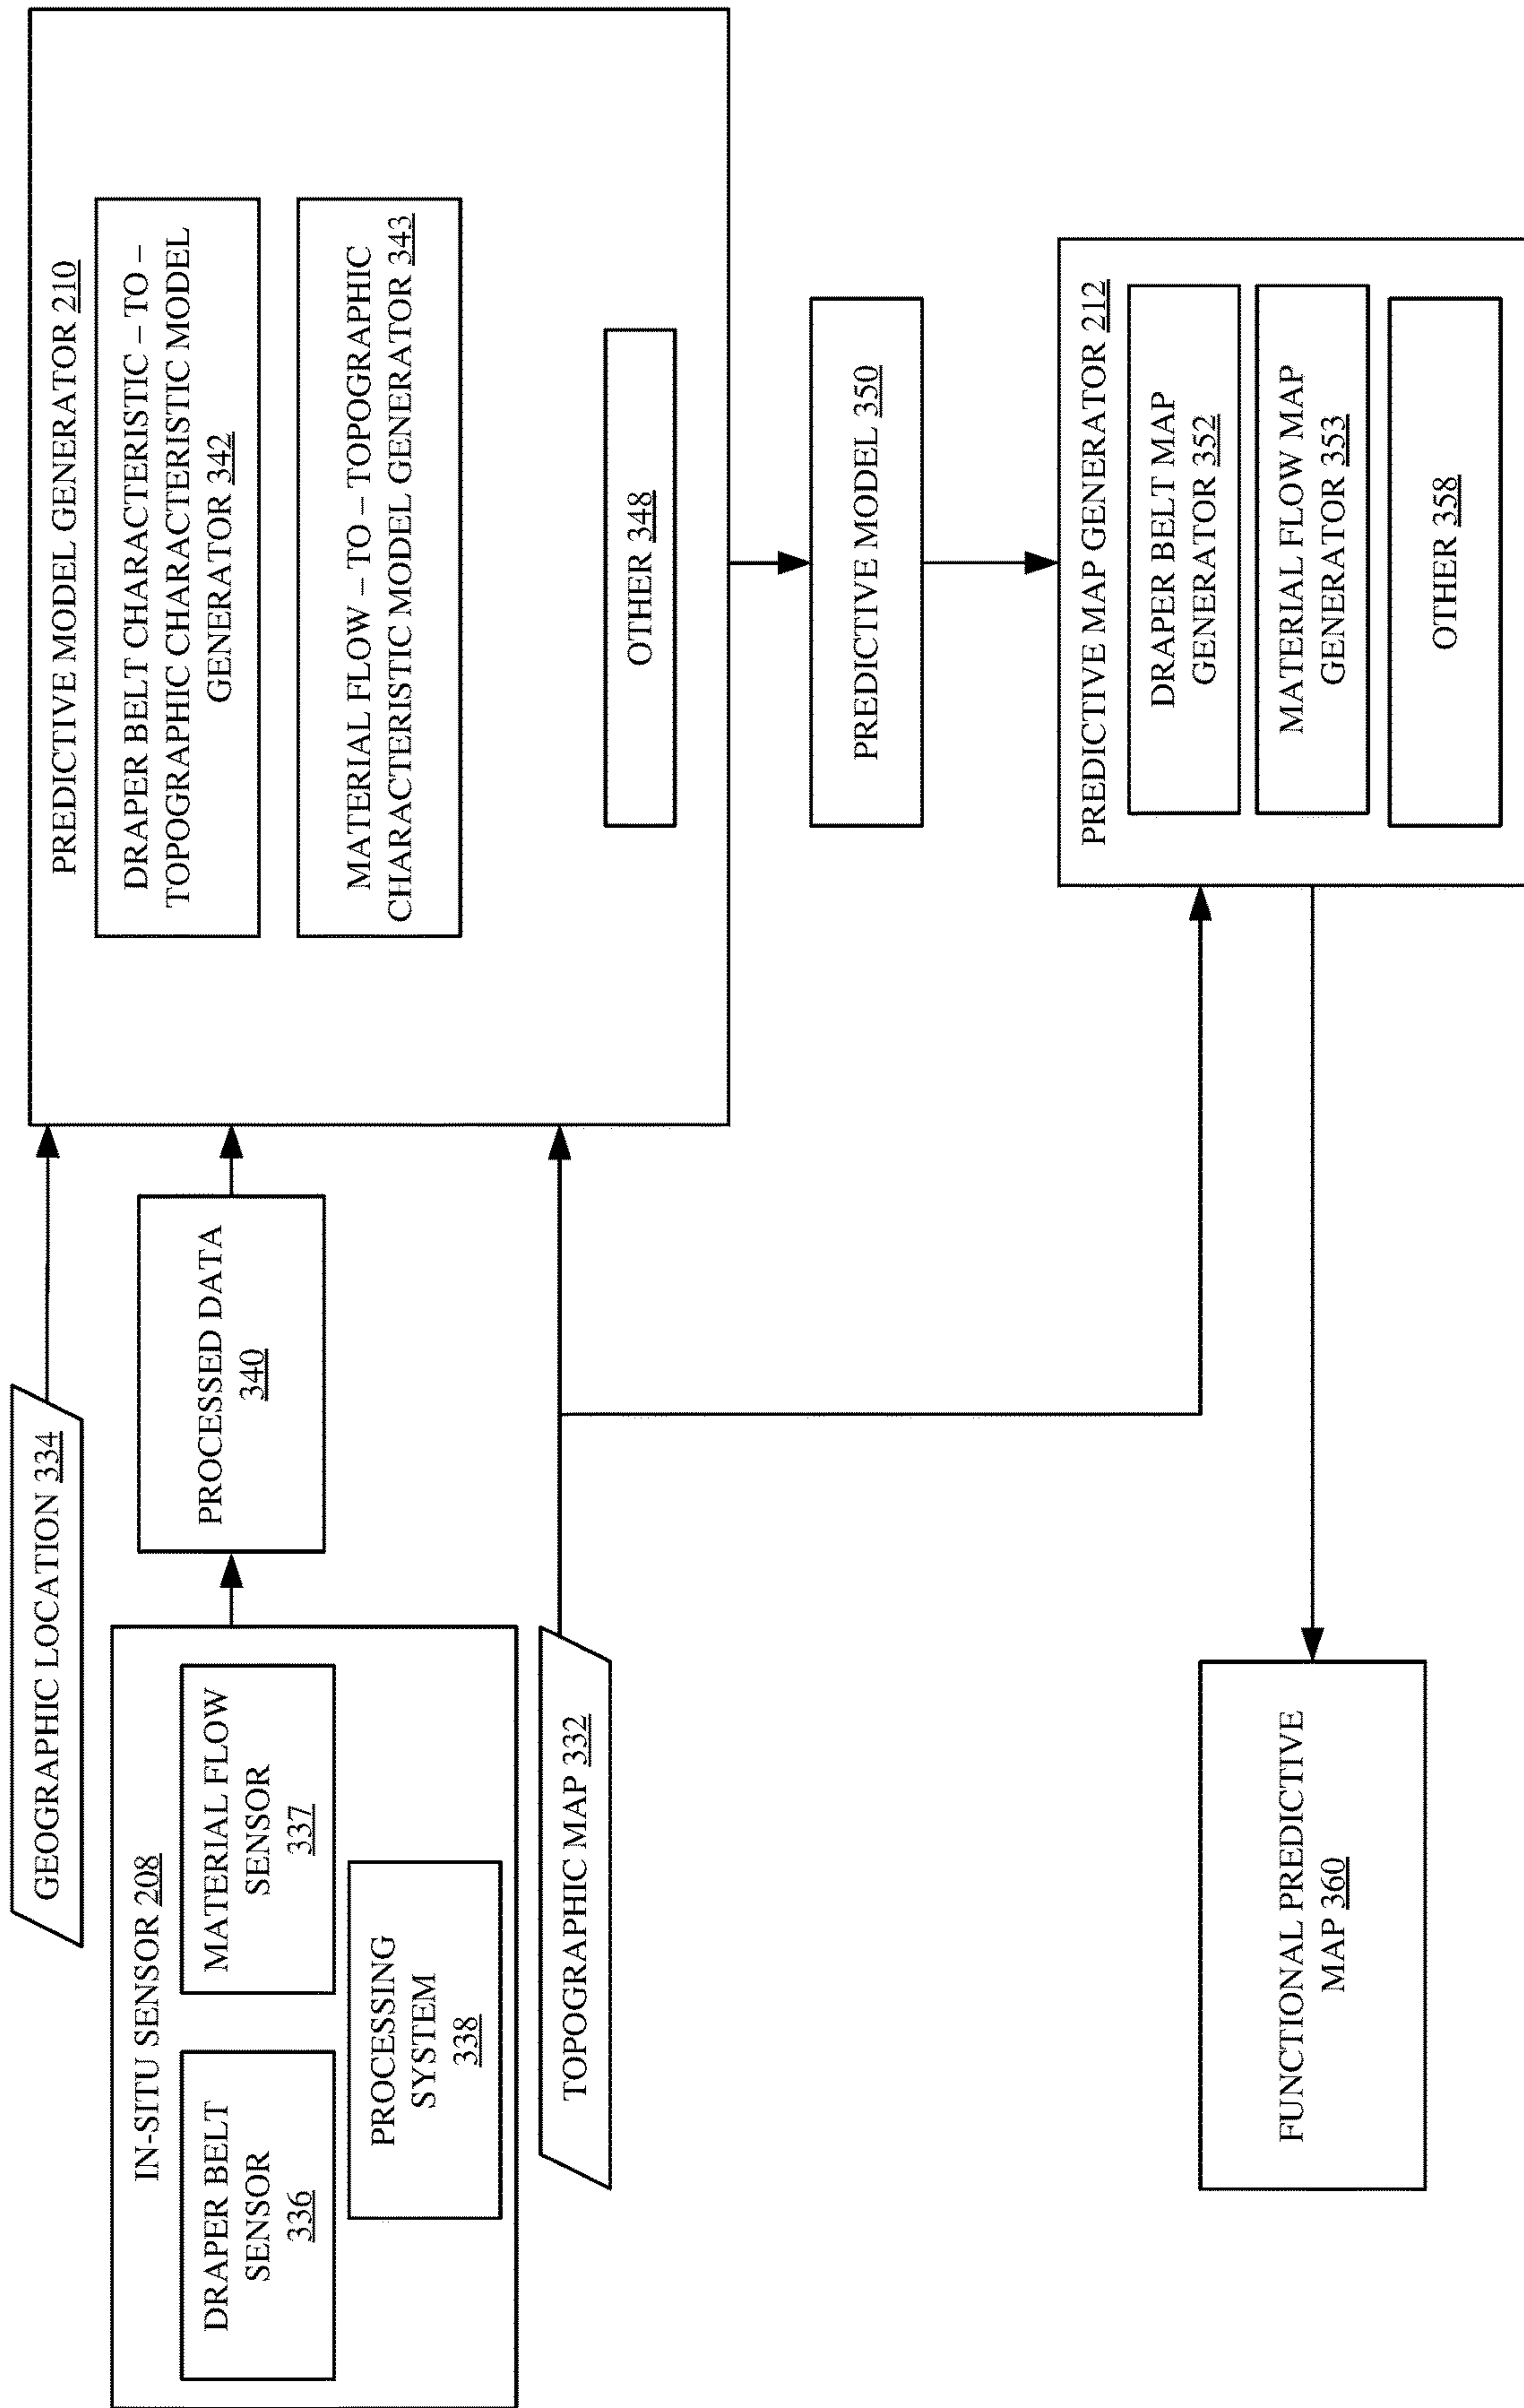 GEOGRAPHIC LOCATION 334
IN-SITU SENSOR 208
DRAPER BELT
SENSOR
336
MATERIAL FLOW
SENSOR
337
PROCESSING
SYSTEM
338
PROCESSED DATA
340
TOPOGRAPHIC MAP 332
PREDICTIVE MODEL GENERATOR 210
DRAPER BELT CHARACTERISTIC – TO –
TOPOGRAPHIC CHARACTERISTIC MODEL
GENERATOR 342
MATERIAL FLOW – TO – TOPOGRAPHIC
CHARACTERISTIC MODEL GENERATOR 343
OTHER 348
PREDICTIVE MODEL 350
PREDICTIVE MAP GENERATOR 212
DRAPER BELT MAP
GENERATOR 352
MATERIAL FLOW MAP
GENERATOR 353
OTHER 358
FUNCTIONAL PREDICTIVE
MAP 360